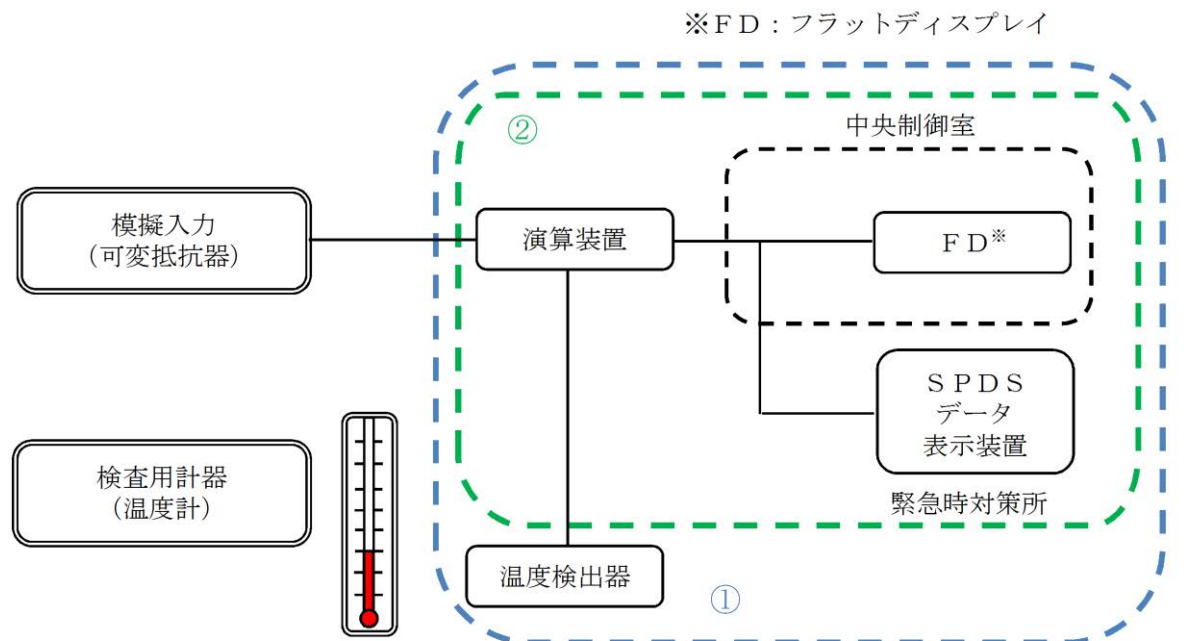 ※ＦＤ：フラットディスプレイ
②
中央制御室
模擬入力
（可変抵抗器）
演算装置
ＦＤ※
ＳＰＤＳ
データ
表示装置
検査用計器
（温度計）
緊急時対策所
温度検出器
①